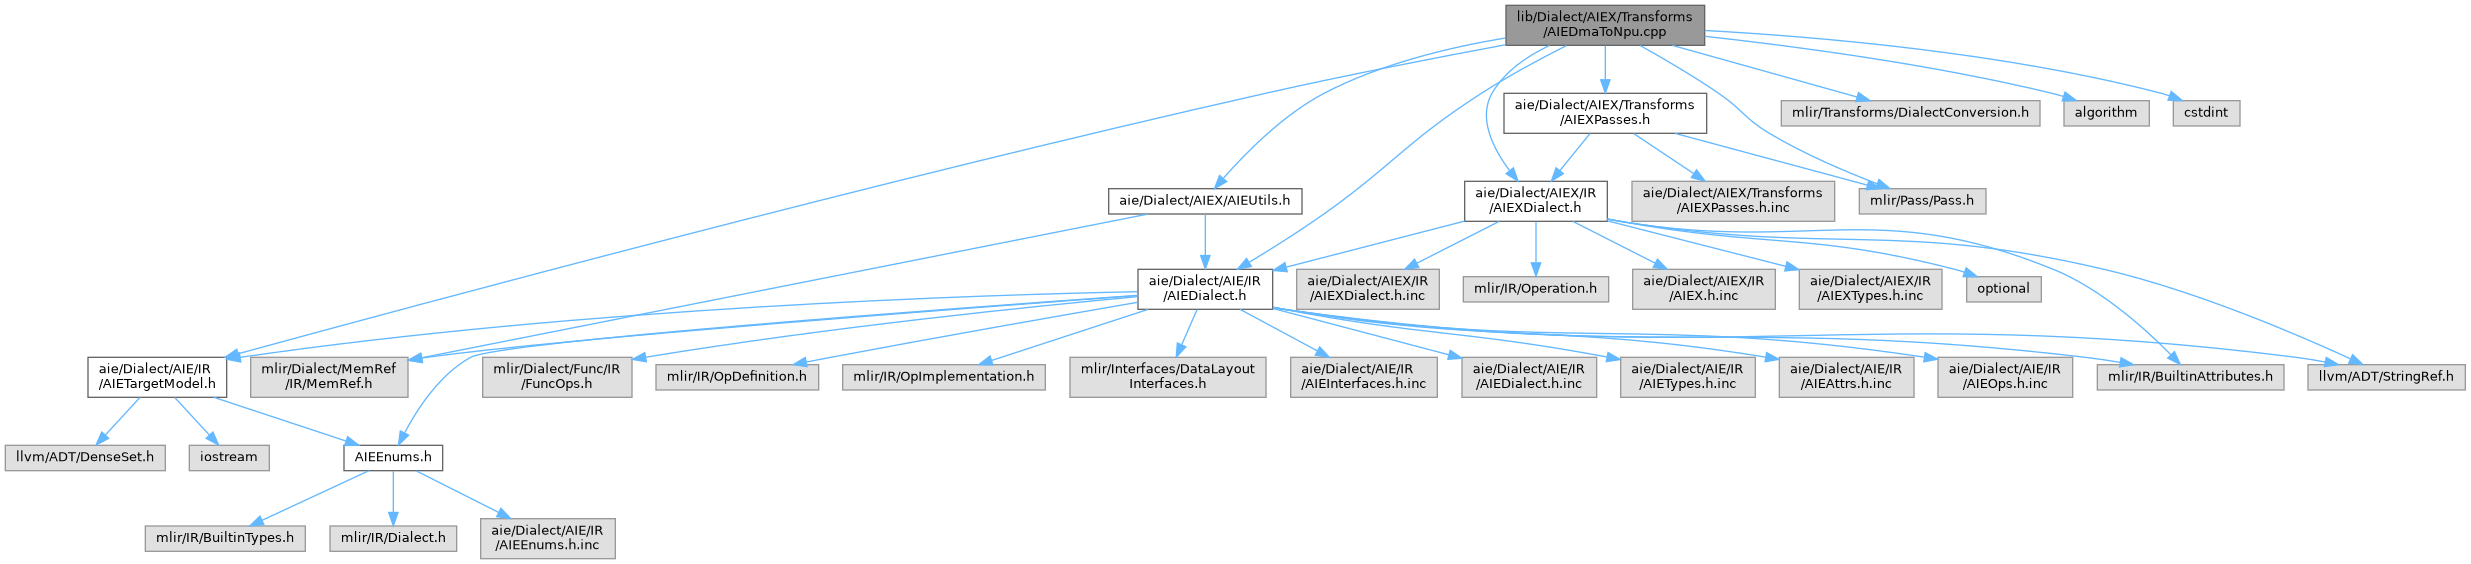 lib/Dialect/AIEX/Transforms
/AIEDmaToNpu.cpp
aie/Dialect/AIEX/Transforms
/AIEXPasses.h
mlir/Transforms/DialectConversion.h
algorithm
cstdint
aie/Dialect/AIEX/AIEUtils.h
aie/Dialect/AIEX/IR
/AIEXDialect.h
aie/Dialect/AIEX/Transforms
/AIEXPasses.h.inc
mlir/Pass/Pass.h
aie/Dialect/AIE/IR
/AIEDialect.h
aie/Dialect/AIEX/IR
/AIEXDialect.h.inc
mlir/IR/Operation.h
aie/Dialect/AIEX/IR
/AIEX.h.inc
aie/Dialect/AIEX/IR
/AIEXTypes.h.inc
optional
aie/Dialect/AIE/IR
/AIETargetModel.h
mlir/Dialect/MemRef
/IR/MemRef.h
mlir/Dialect/Func/IR
/FuncOps.h
mlir/IR/OpDefinition.h
mlir/IR/OpImplementation.h
mlir/Interfaces/DataLayout
Interfaces.h
aie/Dialect/AIE/IR
/AIEInterfaces.h.inc
aie/Dialect/AIE/IR
/AIEDialect.h.inc
aie/Dialect/AIE/IR
/AIETypes.h.inc
aie/Dialect/AIE/IR
/AIEAttrs.h.inc
aie/Dialect/AIE/IR
/AIEOps.h.inc
mlir/IR/BuiltinAttributes.h
llvm/ADT/StringRef.h
llvm/ADT/DenseSet.h
iostream
AIEEnums.h
mlir/IR/BuiltinTypes.h
mlir/IR/Dialect.h
aie/Dialect/AIE/IR
/AIEEnums.h.inc